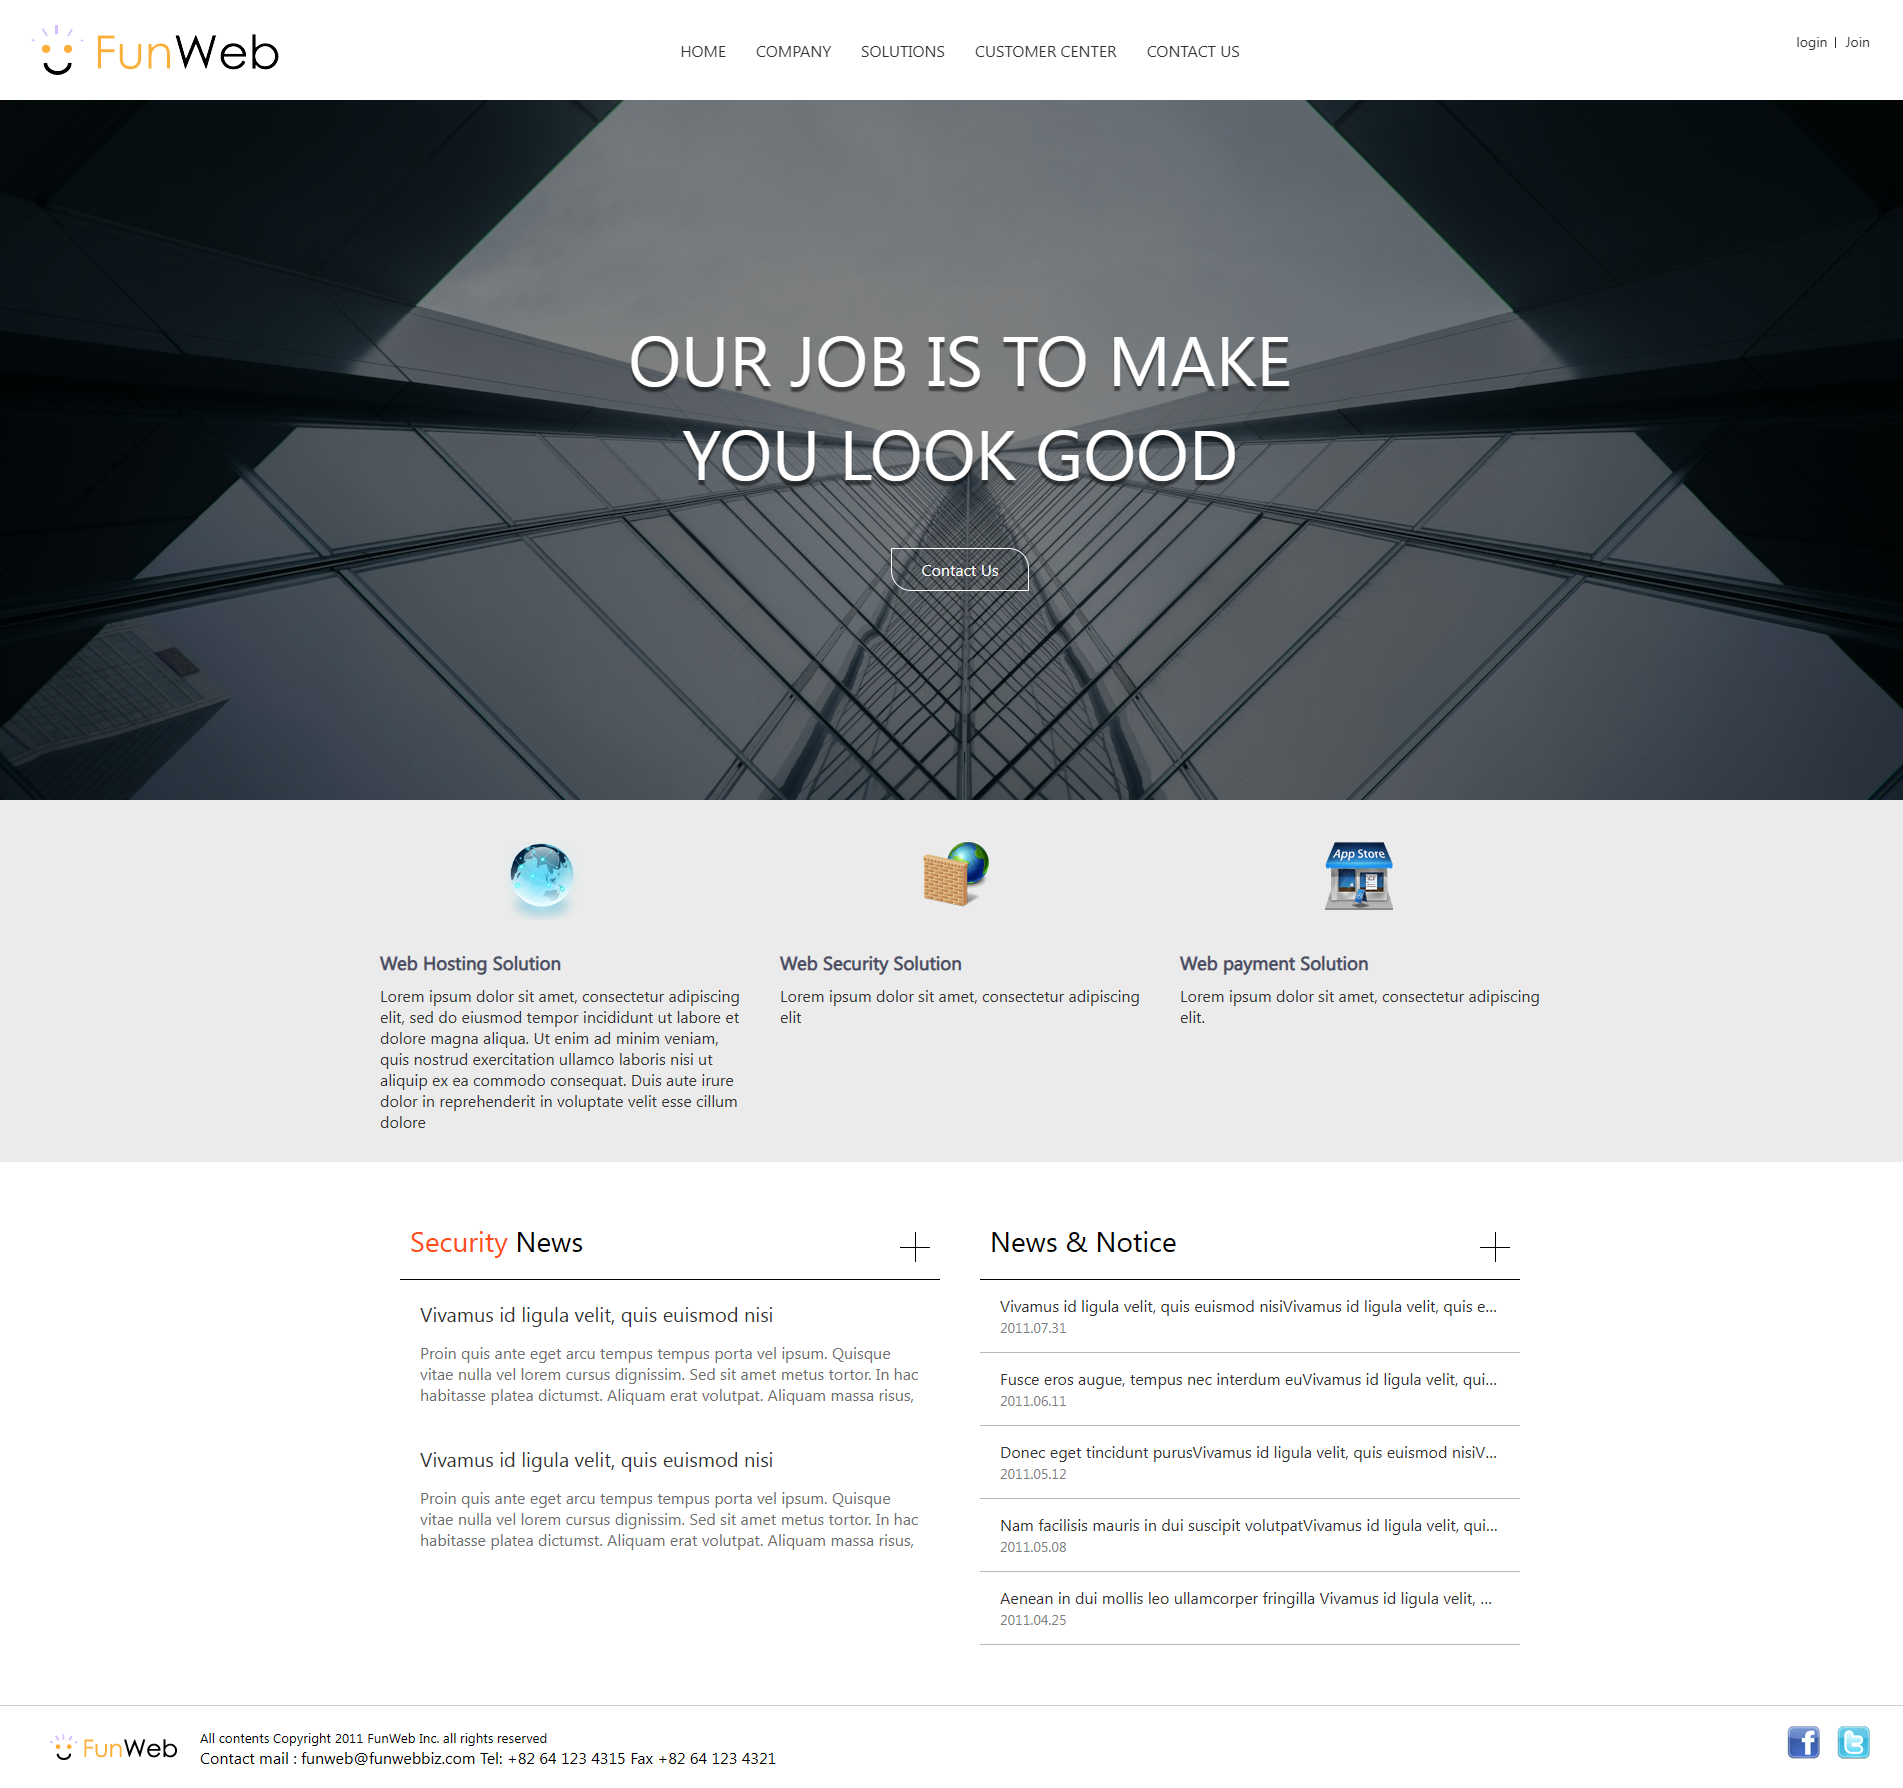 FunWeb
HOME COMPANY SOLUTIONS CUSTOMER CENTER CONTACT US
login | Join
OUR JOB IS TO MAKE
YOU LOOK GOOD
Contact Us
App Store
Web Hosting Solution
Lorem ipsum dolor sit amet, consectetur adipiscing
elit, sed do eiusmod tempor incididunt ut labore et
dolore magna aliqua. Ut enim ad minim veniam,
quis nostrud exercitation ullamco laboris nisi ut
aliquip ex ea commodo consequat. Duis aute irure
dolor in reprehenderit in voluptate velit esse cillum
dolore
Web Security Solution
Lorem ipsum dolor sit amet, consectetur adipiscing
elit
Web payment Solution
Lorem ipsum dolor sit amet, consectetur adipiscing
elit.
Security News
Vivamus id ligula velit, quis euismod nisi
Proin quis ante eget arcu tempus tempus porta vel ipsum. Quisque
vitae nulla vel lorem cursus dignissim. Sed sit amet metus tortor. In hac
habitasse platea dictumst. Aliquam erat volutpat. Aliquam massa risus,
Vivamus id ligula velit, quis euismod nisi
Proin quis ante eget arcu tempus tempus porta vel ipsum. Quisque
vitae nulla vel lorem cursus dignissim. Sed sit amet metus tortor. In hac
habitasse platea dictumst. Aliquam erat volutpat. Aliquam massa risus,
News & Notice
Vivamus id ligula velit, quis euismod nisiVivamus id ligula velit, quis e...
2011.07.31
Fusce eros augue, tempus nec interdum euVivamus id ligula velit, qui...
2011.06.11
Donec eget tincidunt purusVivamus id ligula velit, quis euismod nisiV...
2011.05.12
Nam facilisis mauris in dui suscipit volutpatVivamus id ligula velit, qui...
2011.05.08
Aenean in dui mollis leo ullamcorper fringilla Vivamus id ligula velit, ...
2011.04.25
FunWeb
All contents Copyright 2011 FunWeb Inc. all rights reserved
Contact mail : funweb@funwebbiz.com Tel: +82 64 123 4315 Fax +82 64 123 4321